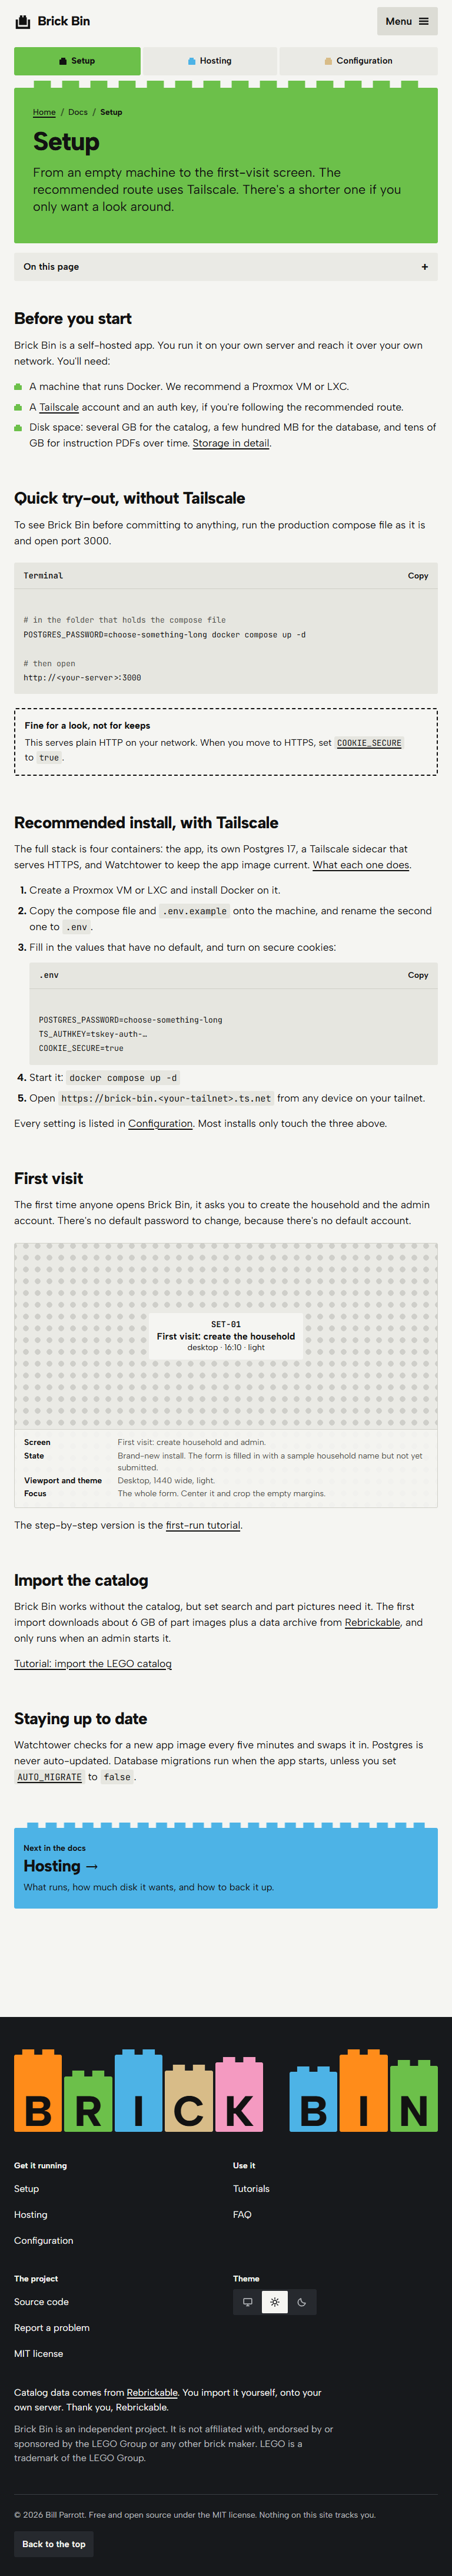 Brick Bin
Menu
Setup
Hosting
Configuration
Home / Docs / Setup
Setup
From an empty machine to the first-visit screen. The
recommended route uses Tailscale. There's a shorter one if you
only want a look around.
On this page
+
Before you start
Brick Bin is a self-hosted app. You run it on your own server and reach it over your own
network. You'll need:
A machine that runs Docker. We recommend a Proxmox VM or LXC.
A Tailscale account and an auth key, if you're following the recommended route.
Disk space: several GB for the catalog, a few hundred MB for the database, and tens of
GB for instruction PDFs over time. Storage in detail.
Quick try-out, without Tailscale
To see Brick Bin before committing to anything, run the production compose file as it is
and open port 3000.
Terminal
Copy
# in the folder that holds the compose file
POSTGRES_PASSWORD=choose-something-long docker compose up -d
# then open
http://<your-server>:3000
Fine for a look, not for keeps
This serves plain HTTP on your network. When you move to HTTPS, set COOKIE_SECURE
to true.
Recommended install, with Tailscale
The full stack is four containers: the app, its own Postgres 17, a Tailscale sidecar that
serves HTTPS, and Watchtower to keep the app image current. What each one does.
1. Create a Proxmox VM or LXC and install Docker on it.
2. Copy the compose file and .env.example onto the machine, and rename the second
one to .env.
3. Fill in the values that have no default, and turn on secure cookies:
.env
Copy
POSTGRES_PASSWORD=choose-something-long
TS_AUTHKEY=tskey-auth-…
COOKIE_SECURE=true
4. Start it: docker compose up -d
5. Open https://brick-bin.<your-tailnet>.ts.net from any device on your tailnet.
Every setting is listed in Configuration. Most installs only touch the three above.
First visit
The first time anyone opens Brick Bin, it asks you to create the household and the admin
account. There's no default password to change, because there's no default account.
SET-01
First visit: create the household
desktop · 16:10 · light
Screen First visit: create household and admin.
State Brand-new install. The form is filled in with a sample household name but not yet
submitted.
Viewport and theme Desktop, 1440 wide, light.
Focus The whole form. Center it and crop the empty margins.
The step-by-step version is the first-run tutorial.
Import the catalog
Brick Bin works without the catalog, but set search and part pictures need it. The first
import downloads about 6 GB of part images plus a data archive from Rebrickable, and
only runs when an admin starts it.
Tutorial: import the LEGO catalog
Staying up to date
Watchtower checks for a new app image every five minutes and swaps it in. Postgres is
never auto-updated. Database migrations run when the app starts, unless you set
AUTO_MIGRATE to false.
Next in the docs
Hosting →
What runs, how much disk it wants, and how to back it up.
BRICK BIN
Get it running
Setup
Hosting
Configuration
Use it
Tutorials
FAQ
The project
Source code
Report a problem
MIT license
Theme
Catalog data comes from Rebrickable. You import it yourself, onto your
own server. Thank you, Rebrickable.
Brick Bin is an independent project. It is not affiliated with, endorsed by or
sponsored by the LEGO Group or any other brick maker. LEGO is a
trademark of the LEGO Group.
© 2026 Bill Parrott. Free and open source under the MIT license. Nothing on this site tracks you.
Back to the top